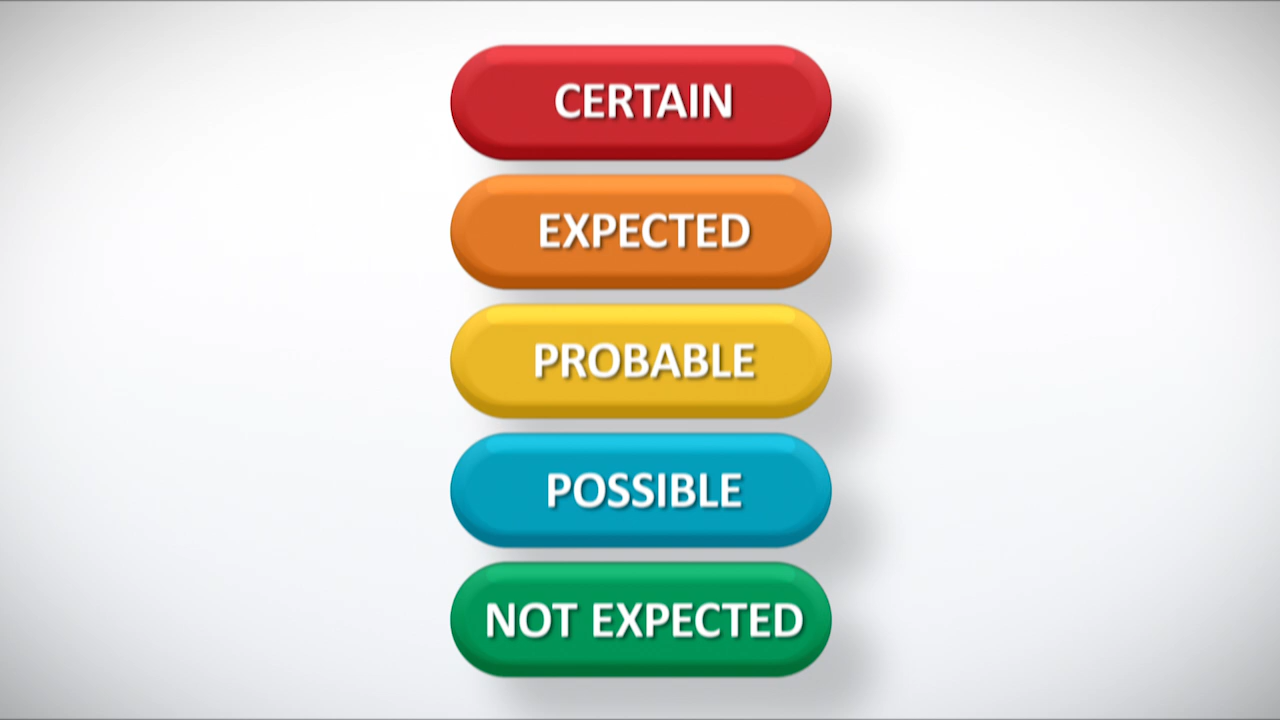 CERTAIN
EXPECTED
PROBABLE
POSSIBLE
NOT EXPECTED